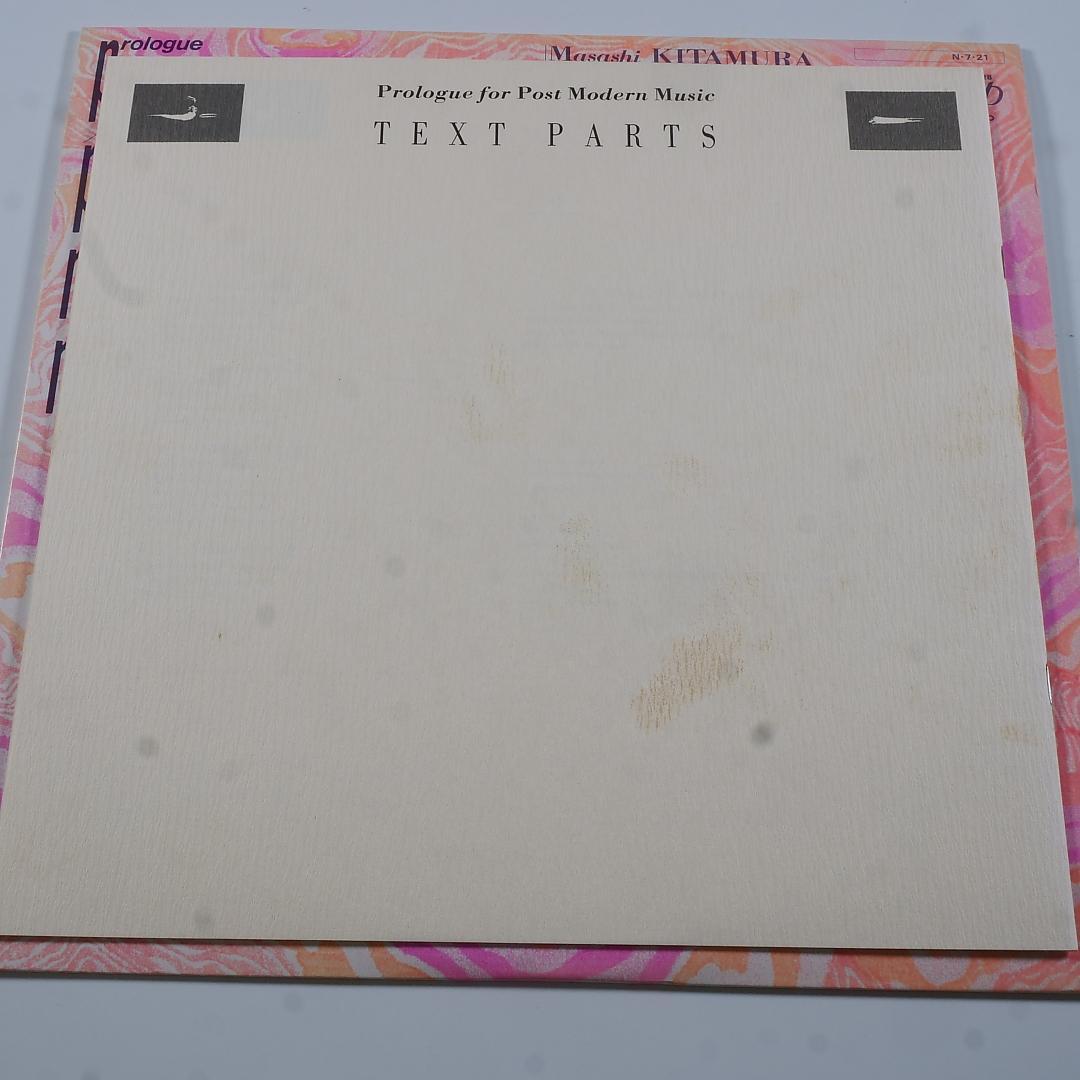 prologue
Masashi KITAMURA
N-7-21
Prologue for Post Modern Music
TEXT PARTS